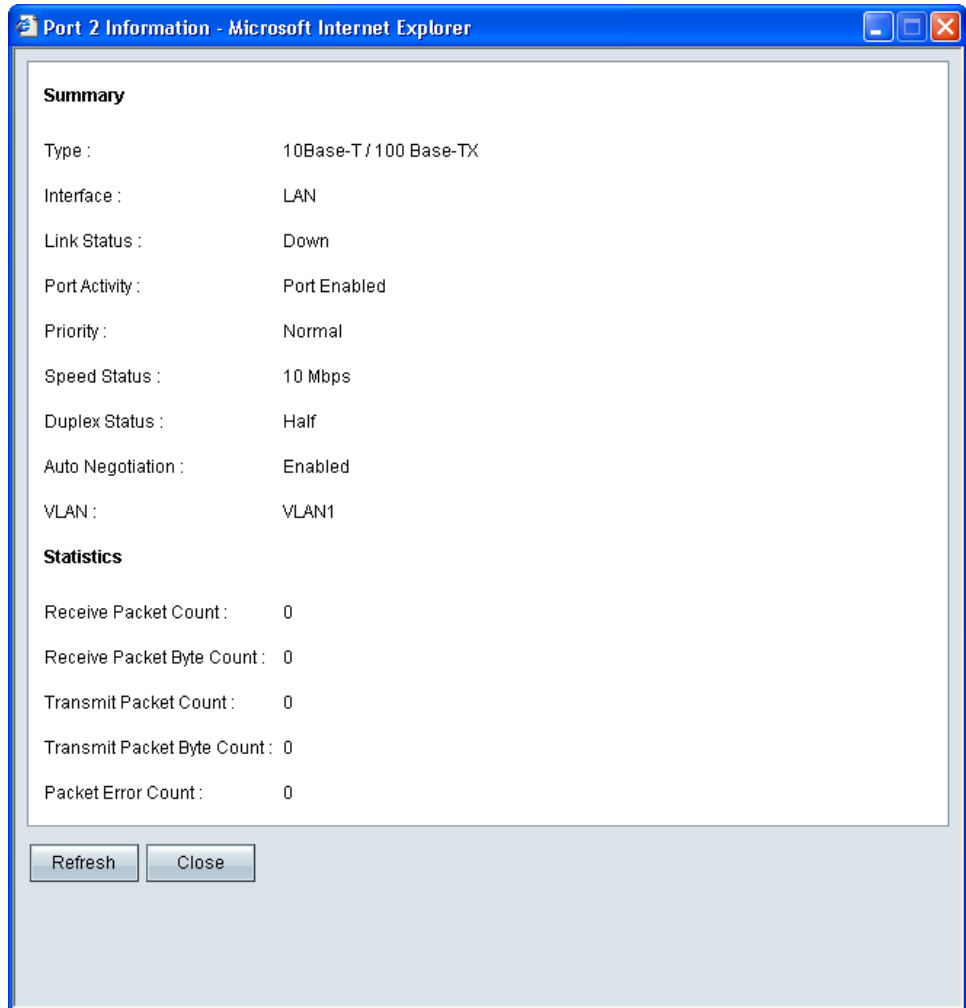 Port 2 Information - Microsoft Internet Explorer
Summary
Type : 10Base-T / 100 Base-TX
Interface : LAN
Link Status : Down
Port Activity : Port Enabled
Priority : Normal
Speed Status : 10 Mbps
Duplex Status : Half
Auto Negotiation : Enabled
VLAN : VLAN1
Statistics
Receive Packet Count : 0
Receive Packet Byte Count : 0
Transmit Packet Count : 0
Transmit Packet Byte Count : 0
Packet Error Count : 0
Refresh Close